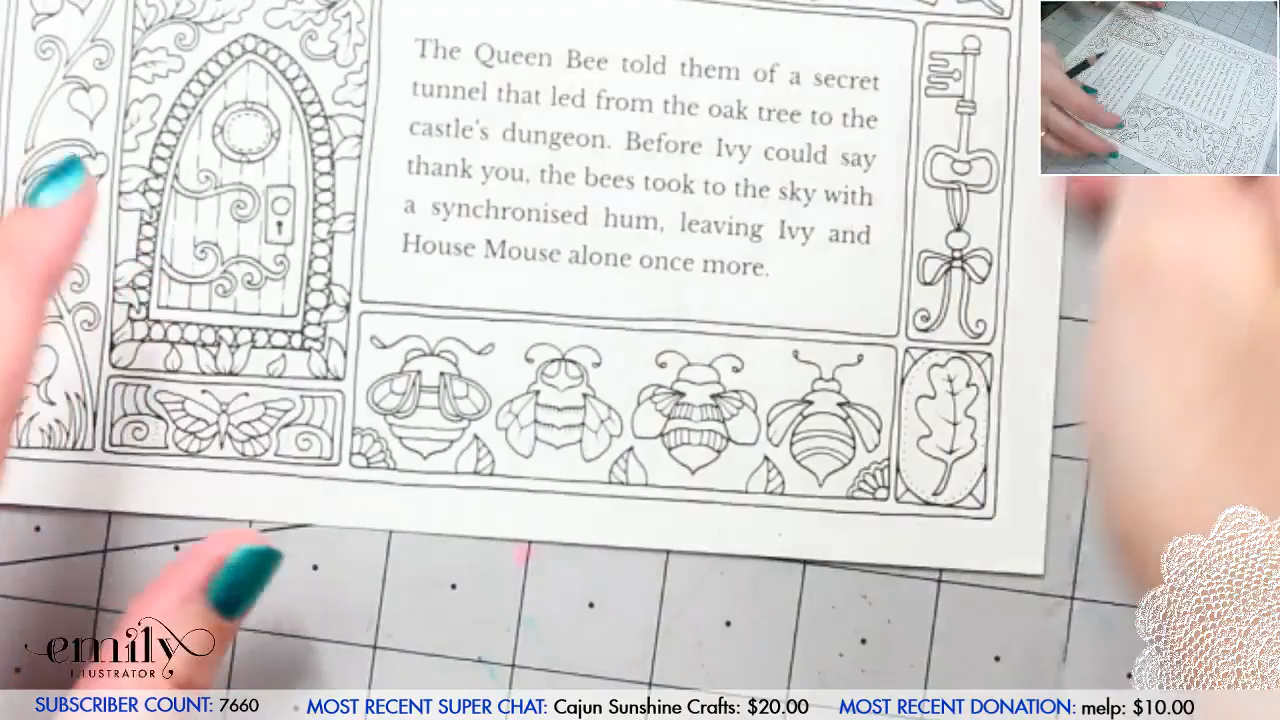 The Queen Bee told them of a secret
tunnel that led from the oak tree to the
castle's dungeon. Before Ivy could say
thank you, the bees took to the sky with
a synchronised hum, leaving Ivy and
House Mouse alone once more.
emily
ILLUSTRATOR
SUBSCRIBER COUNT: 7660
MOST RECENT SUPER CHAT: Cajun Sunshine Crafts: $20.00
MOST RECENT DONATION: melp: $10.00